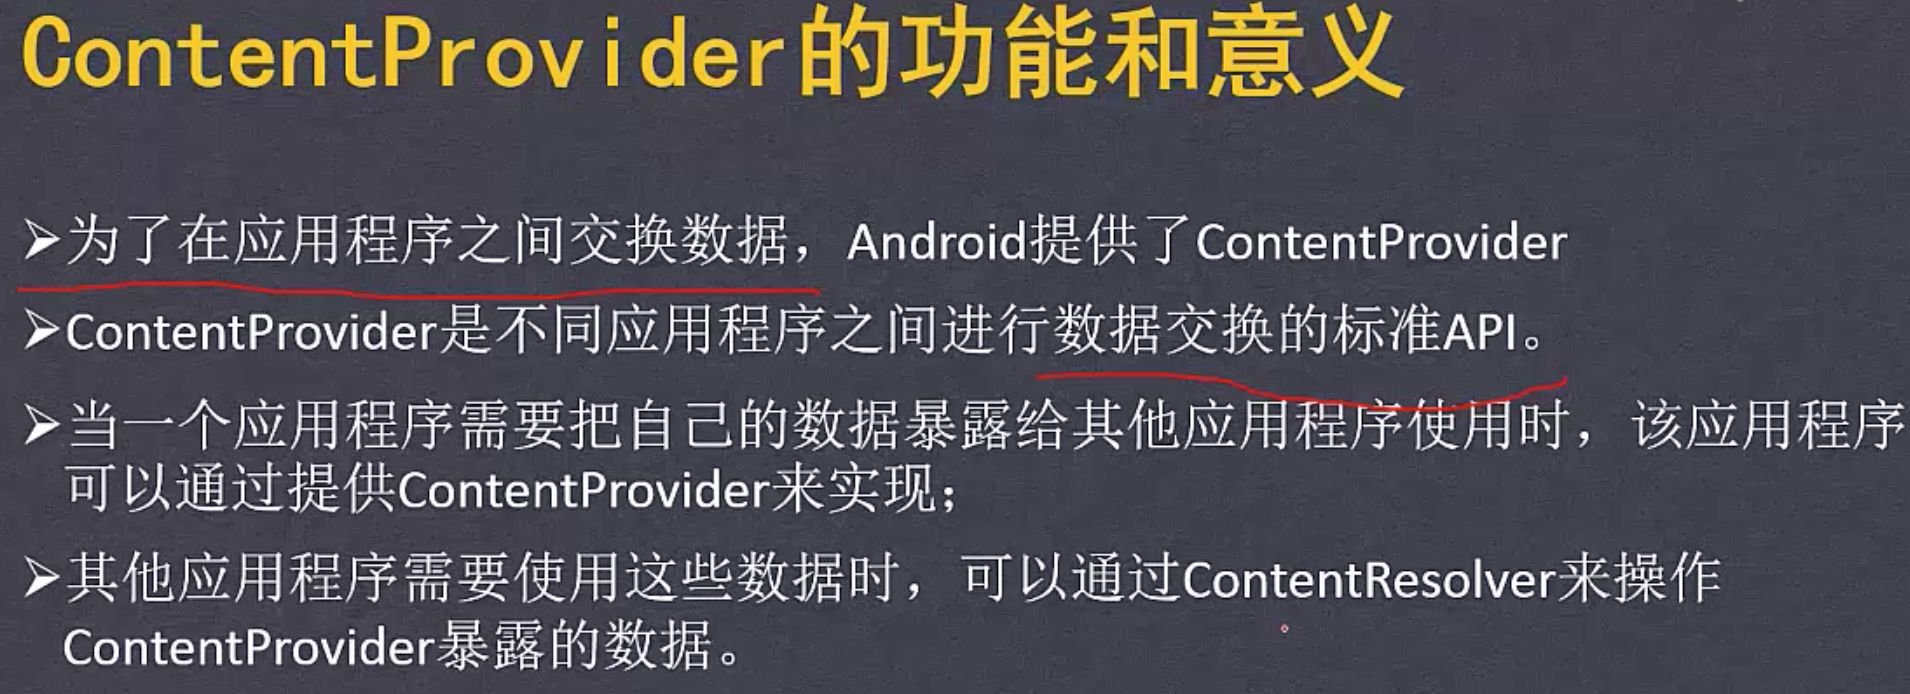 ContentProvider的功能和意义
➢为了在应用程序之间交换数据，Android提供了ContentProvider
➢ContentProvider是不同应用程序之间进行数据交换的标准API。
➢当一个应用程序需要把自己的数据暴露给其他应用程序使用时，该应用程序
可以通过提供ContentProvider来实现；
➢其他应用程序需要使用这些数据时，可以通过ContentResolver来操作
ContentProvider暴露的数据。